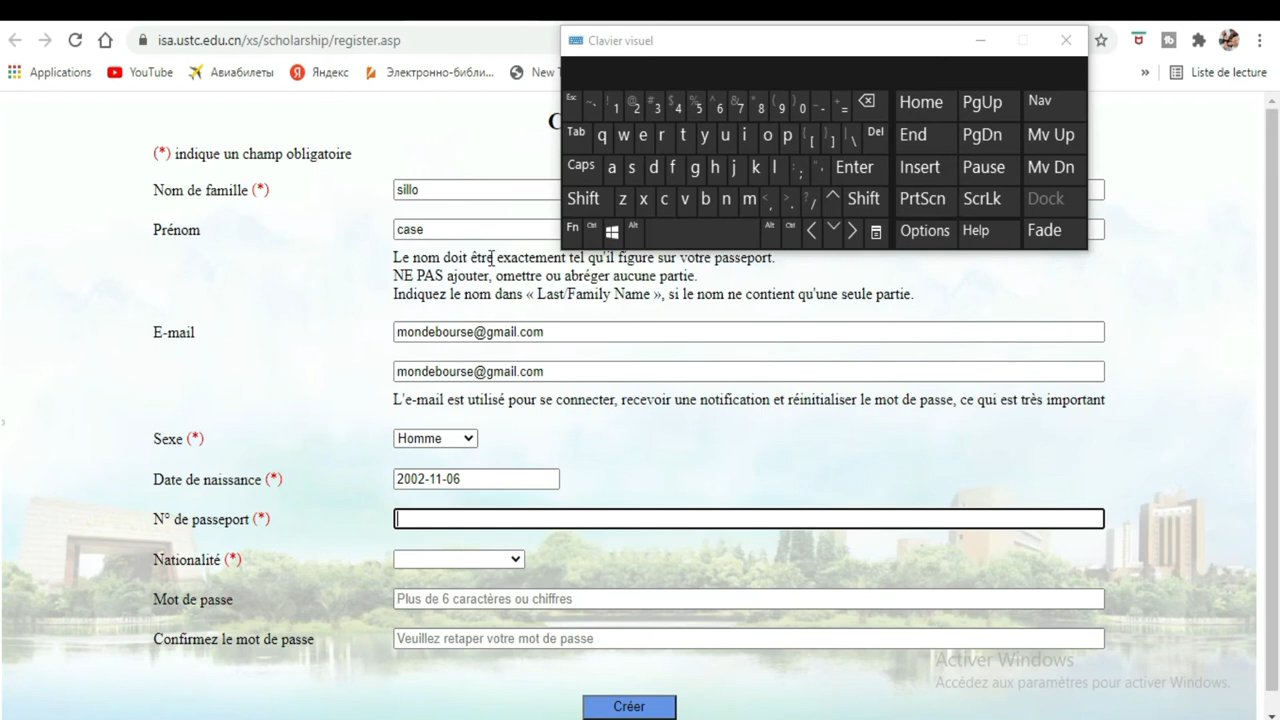 isa.ustc.edu.cn/xs/scholarship/register.asp
Applications YouTube Авиабилеты Яндекс Электронно-библи... New T » Liste de lecture
Clavier visuel
Esc ~ ` ! 1 @ 2 # 3 $ 4 % 5 ^ 6 & 7 * 8 ( 9 ) 0 _ - + = Home PgUp Nav
Tab q w e r t y u i o p { [ } ] | \ Del End PgDn Mv Up
Caps a s d f g h j k l : ; " ' Enter Insert Pause Mv Dn
Shift z x c v b n m < , > . ? / ^ Shift PrtScn ScrLk Dock
Fn Ctrl Alt Alt Ctrl Options Help Fade
C
(*) indique un champ obligatoire
Nom de famille (*) sillo
Prénom case
Le nom doit être exactement tel qu'il figure sur votre passeport.
NE PAS ajouter, omettre ou abréger aucune partie.
Indiquez le nom dans « Last/Family Name », si le nom ne contient qu'une seule partie.
E-mail mondebourse@gmail.com
mondebourse@gmail.com
L'e-mail est utilisé pour se connecter, recevoir une notification et réinitialiser le mot de passe, ce qui est très important
Sexe (*) Homme
Date de naissance (*) 2002-11-06
N° de passeport (*)
Nationalité (*)
Mot de passe Plus de 6 caractères ou chiffres
Confirmez le mot de passe Veuillez retaper votre mot de passe
Activer Windows
Accédez aux paramètres pour activer Windows.
Créer